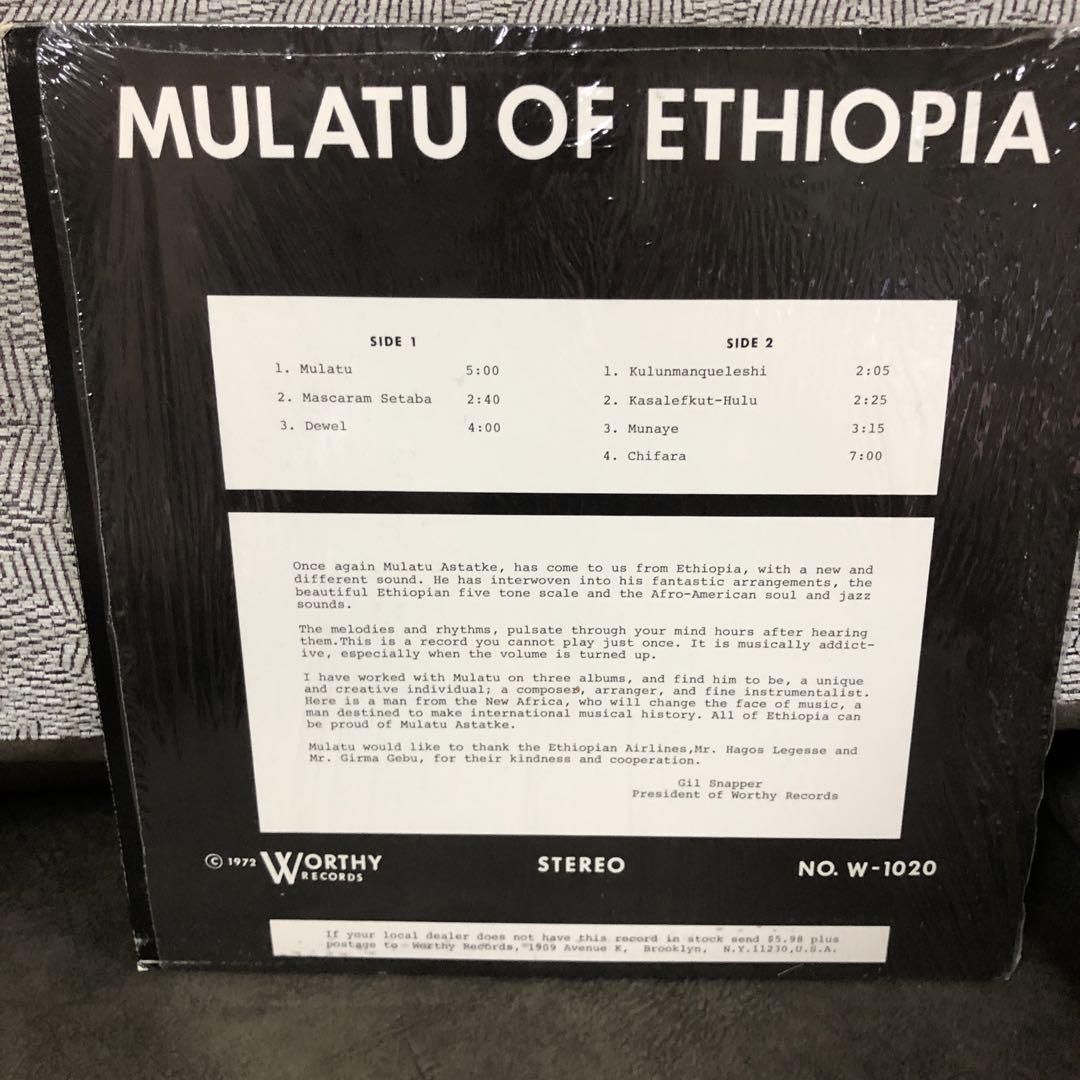 MULATU OF ETHIOPIA
SIDE 1
1. Mulatu 5:00
2. Mascaram Setaba 2:40
3. Dewel 4:00
SIDE 2
1. Kulunmanqueleshi 2:05
2. Kasalefkut-Hulu 2:25
3. Munaye 3:15
4. Chifara 7:00
Once again Mulatu Astatke, has come to us from Ethiopia, with a new and
different sound. He has interwoven into his fantastic arrangements, the
beautiful Ethiopian five tone scale and the Afro-American soul and jazz
sounds.
The melodies and rhythms, pulsate through your mind hours after hearing
them.This is a record you cannot play just once. It is musically addict-
ive, especially when the volume is turned up.
I have worked with Mulatu on three albums, and find him to be, a unique
and creative individual; a composer, arranger, and fine instrumentalist.
Here is a man from the New Africa, who will change the face of music, a
man destined to make international musical history. All of Ethiopia can
be proud of Mulatu Astatke.
Mulatu would like to thank the Ethiopian Airlines,Mr. Hagos Legesse and
Mr. Girma Gebu, for their kindness and cooperation.
Gil Snapper
President of Worthy Records
© 1972 WORTHY
RECORDS
STEREO
NO. W-1020
If your local dealer does not have this record in stock send $5.98 plus
postage to Worthy Records, 1909 Avenue K, Brooklyn, N.Y.11230,U.S.A.